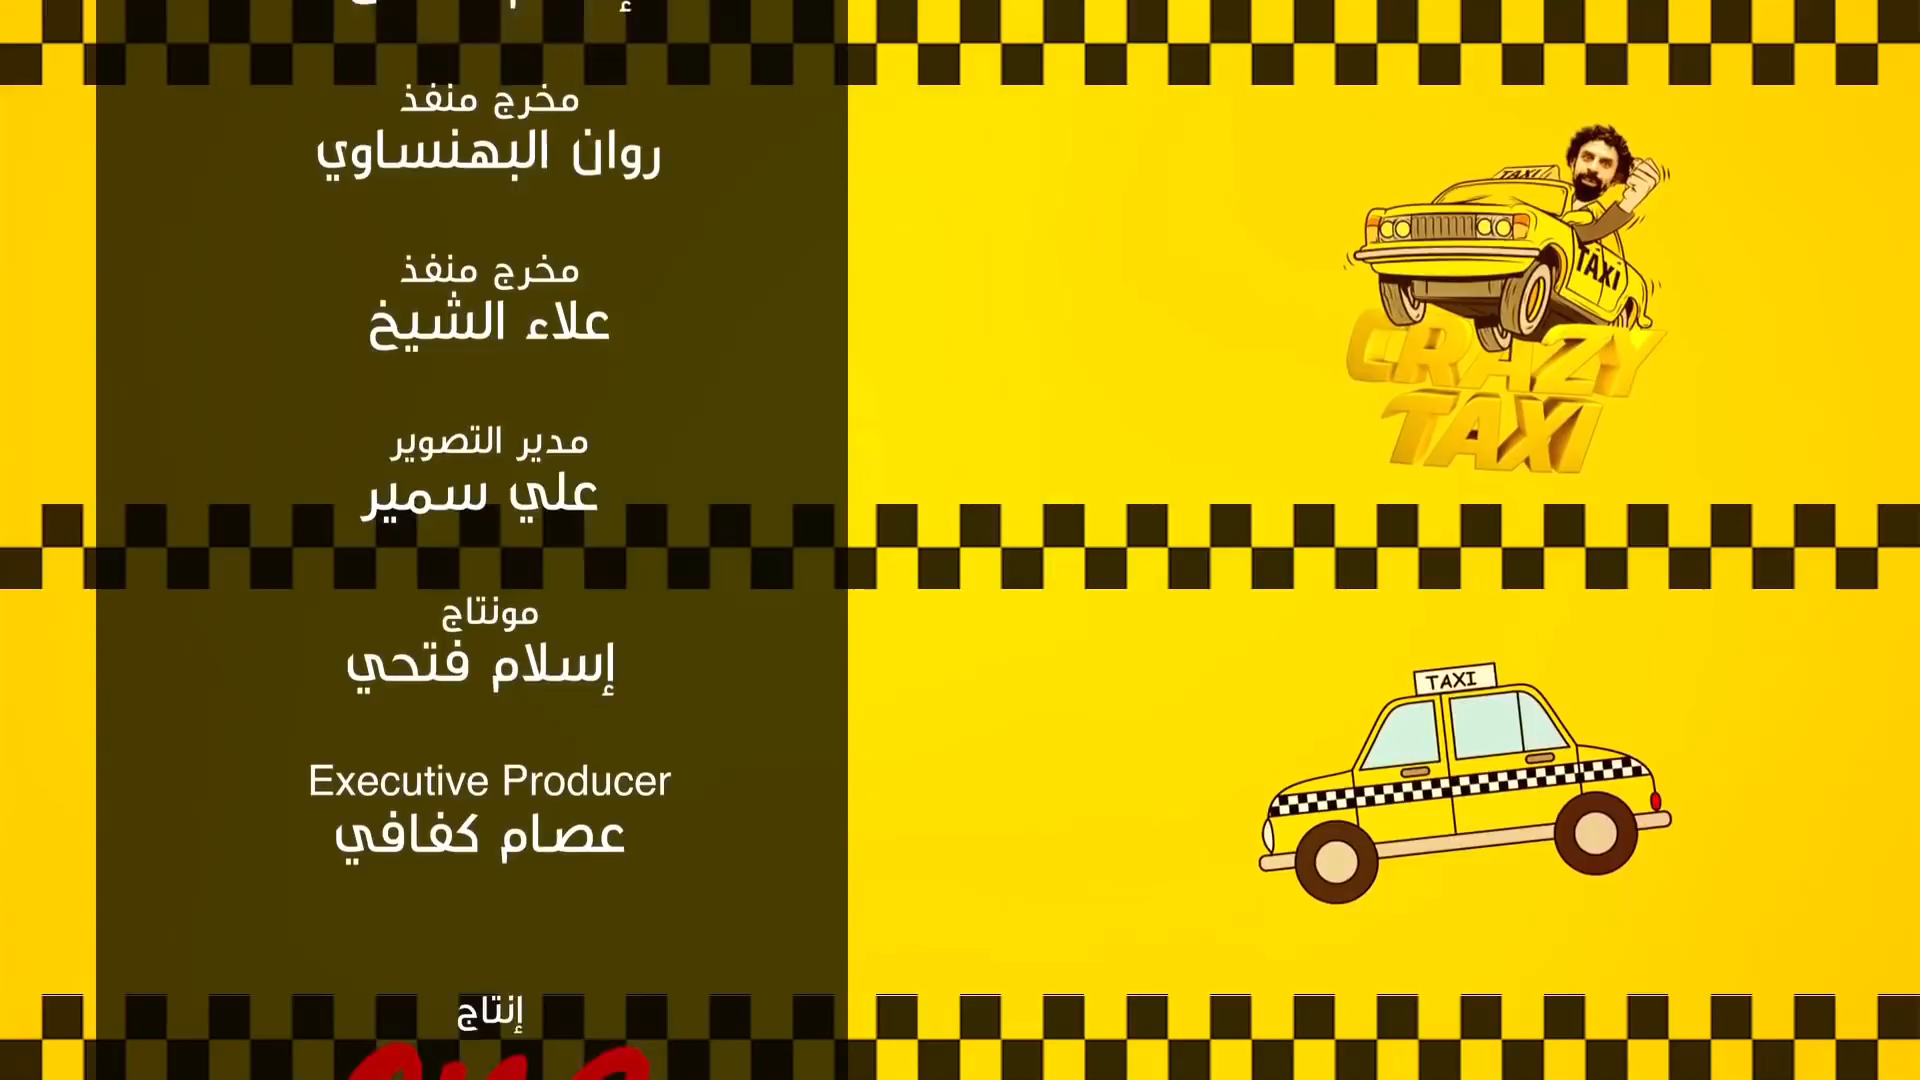 مخرج منفذ
روان البهنساوي
مخرج منفذ
علاء الشيخ
مدير التصوير
علي سمير
مونتاج
إسلام فتحي
Executive Producer
عصام كفافي
إنتاج
TAXI
TAXI
CRAZY
TAXI
TAXI